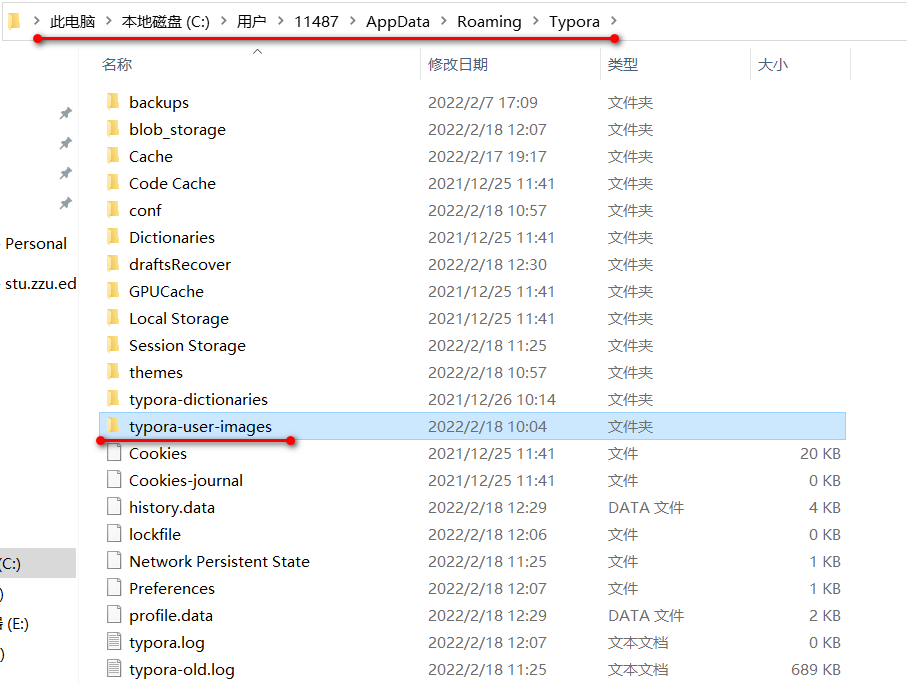 此电脑 > 本地磁盘 (C:) > 用户 > 11487 > AppData > Roaming > Typora >
名称 修改日期 类型 大小
backups 2022/2/7 17:09 文件夹
blob_storage 2022/2/18 12:07 文件夹
Cache 2022/2/17 19:17 文件夹
Code Cache 2021/12/25 11:41 文件夹
conf 2022/2/18 10:57 文件夹
Dictionaries 2021/12/25 11:41 文件夹
Personal
draftsRecover 2022/2/18 12:30 文件夹
stu.zzu.ed
GPUCache 2021/12/25 11:41 文件夹
Local Storage 2021/12/25 11:41 文件夹
Session Storage 2022/2/18 11:25 文件夹
themes 2022/2/18 10:57 文件夹
typora-dictionaries 2021/12/26 10:14 文件夹
typora-user-images 2022/2/18 10:04 文件夹
Cookies 2021/12/25 11:41 文件 20 KB
Cookies-journal 2021/12/25 11:41 文件 0 KB
history.data 2022/2/18 12:29 DATA 文件 4 KB
lockfile 2022/2/18 12:06 文件 0 KB
(C:)
Network Persistent State 2022/2/18 11:25 文件 1 KB
)
Preferences 2022/2/18 12:07 文件 1 KB
profile.data 2022/2/18 12:29 DATA 文件 2 KB
(E:)
typora.log 2022/2/18 12:07 文本文档 0 KB
)
typora-old.log 2022/2/18 11:25 文本文档 689 KB